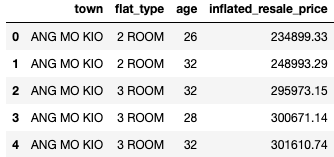 town flat_type age inflated_resale_price
0 ANG MO KIO 2 ROOM 26 234899.33
1 ANG MO KIO 2 ROOM 32 248993.29
2 ANG MO KIO 3 ROOM 32 295973.15
3 ANG MO KIO 3 ROOM 28 300671.14
4 ANG MO KIO 3 ROOM 32 301610.74